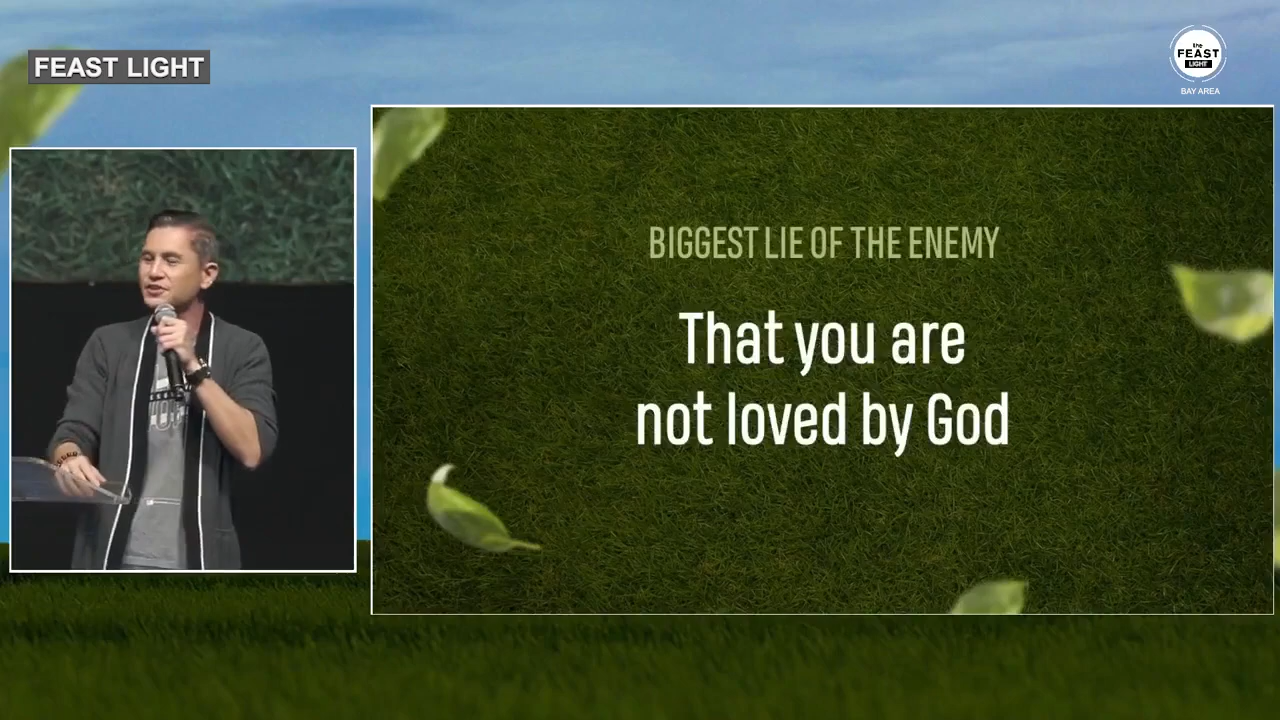 FEAST LIGHT
the
FEAST
LIGHT
BAY AREA
BIGGEST LIE OF THE ENEMY
That you are
not loved by God